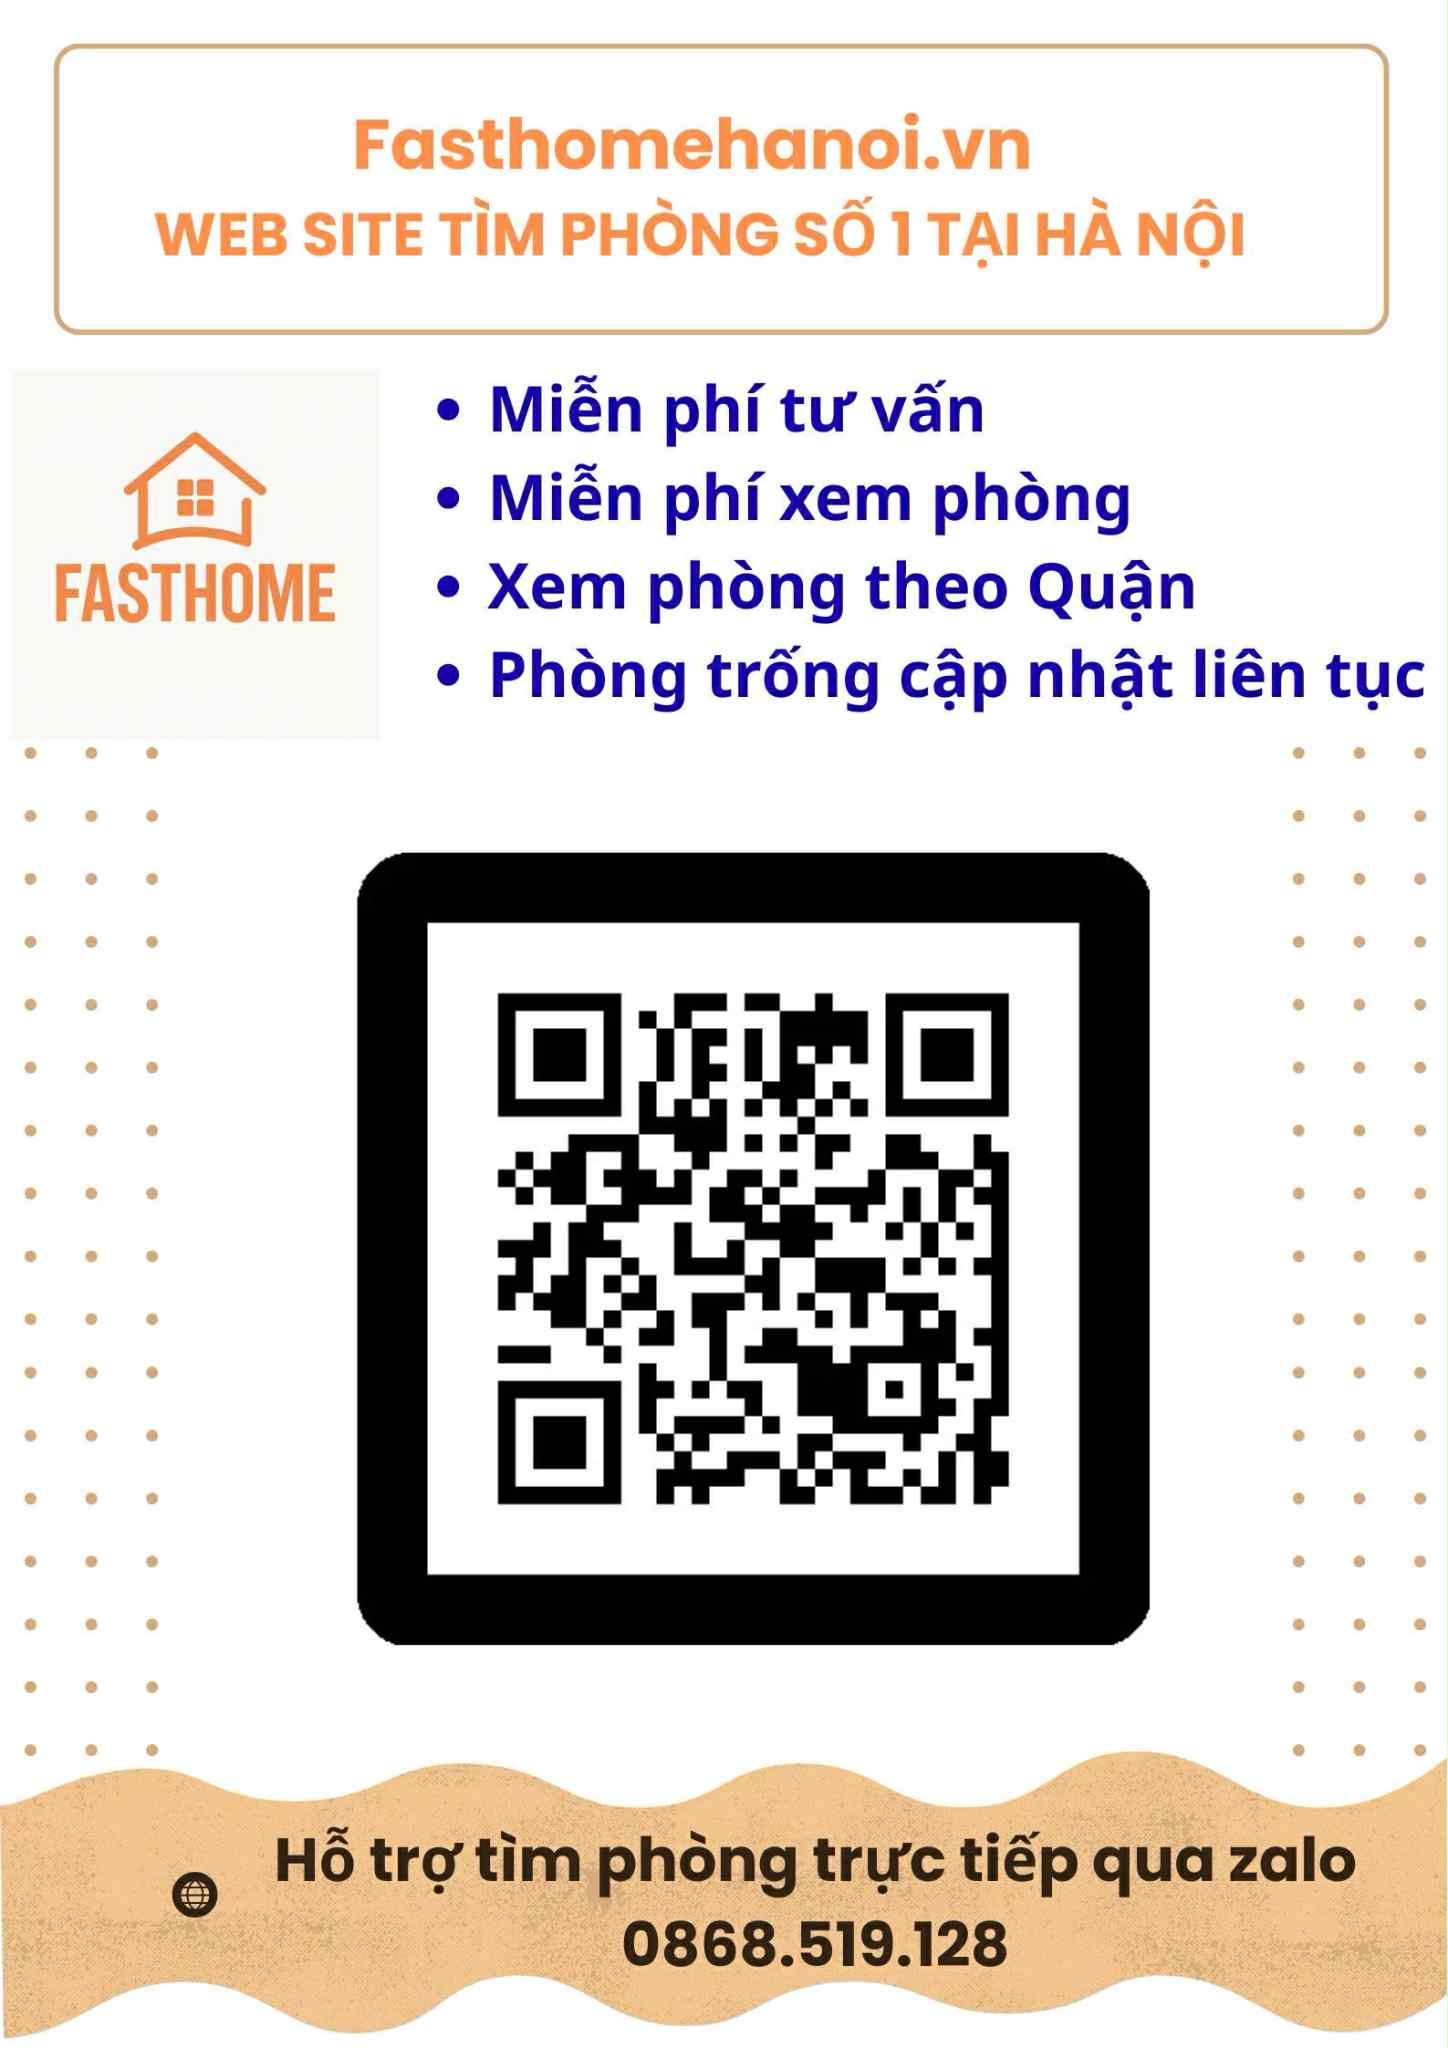 Fasthomehanoi.vn
WEB SITE TÌM PHÒNG SỐ 1 TẠI HÀ NỘI
FASTHOME
• Miễn phí tư vấn
• Miễn phí xem phòng
• Xem phòng theo Quận
• Phòng trống cập nhật liên tục
Hỗ trợ tìm phòng trực tiếp qua zalo
0868.519.128